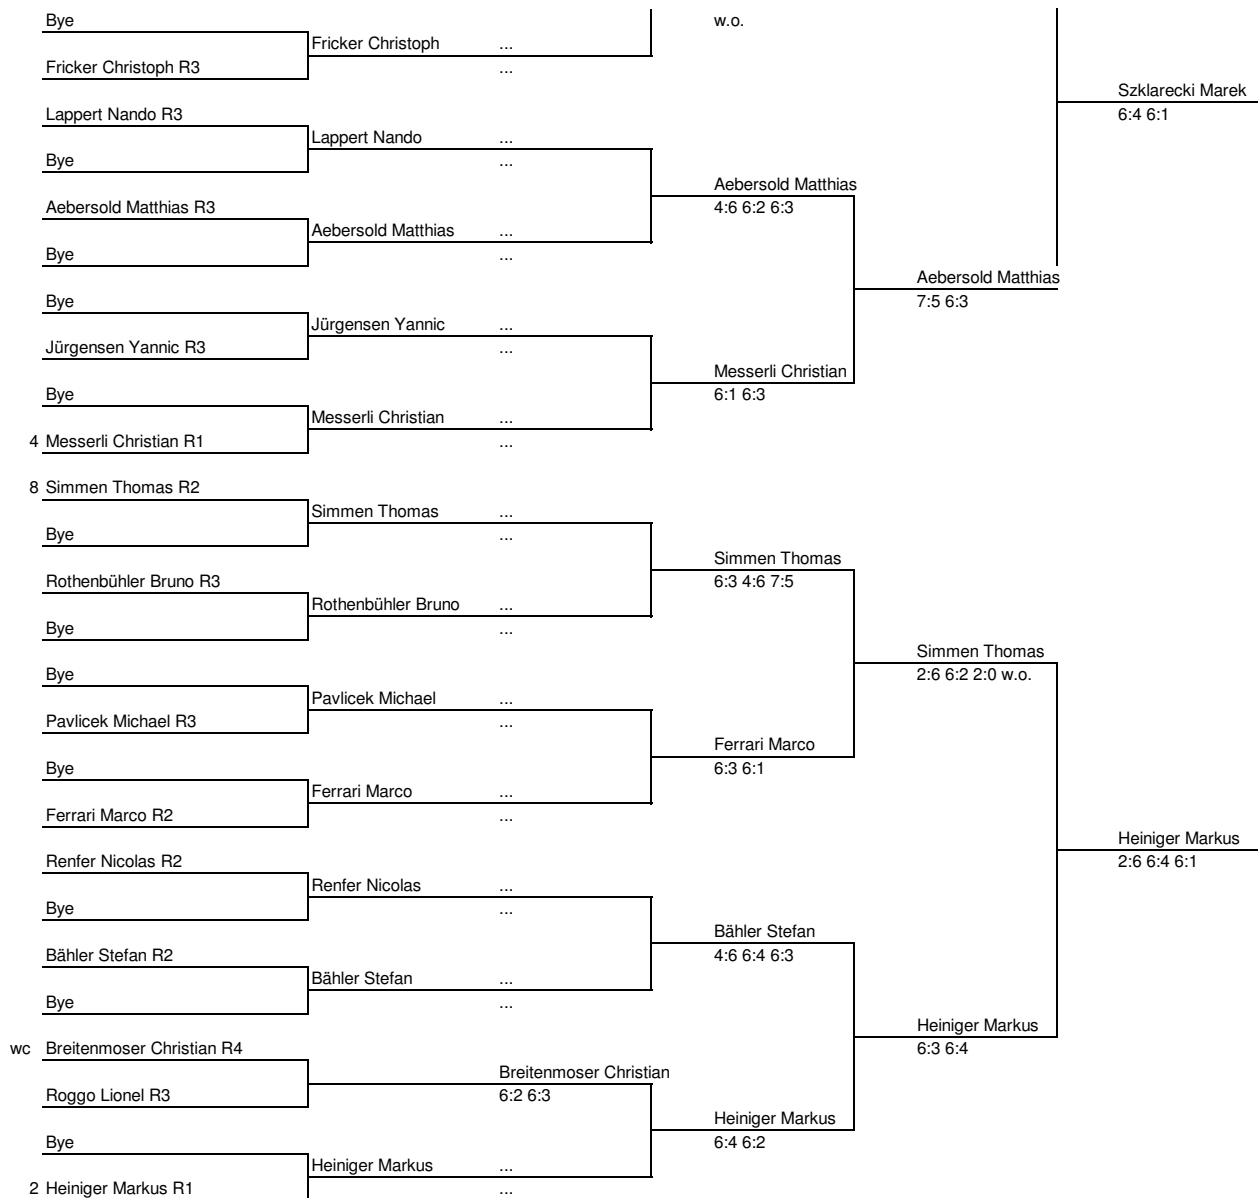 Bye
w.o.
Fricker Christoph ...
Fricker Christoph R3
...
Szklarecki Marek
Lappert Nando R3
6:4 6:1
Lappert Nando ...
Bye
...
Aebersold Matthias
Aebersold Matthias R3
4:6 6:2 6:3
Aebersold Matthias ...
Bye
...
Aebersold Matthias
Bye
7:5 6:3
Jürgensen Yannic ...
Jürgensen Yannic R3
...
Messerli Christian
Bye
6:1 6:3
Messerli Christian ...
4 Messerli Christian R1
...
8 Simmen Thomas R2
Simmen Thomas ...
Bye
...
Simmen Thomas
Rothenbühler Bruno R3
6:3 4:6 7:5
Rothenbühler Bruno ...
Bye
...
Simmen Thomas
Bye
2:6 6:2 2:0 w.o.
Pavlicek Michael ...
Pavlicek Michael R3
...
Ferrari Marco
Bye
6:3 6:1
Ferrari Marco ...
Ferrari Marco R2
...
Heiniger Markus
Renfer Nicolas R2
2:6 6:4 6:1
Renfer Nicolas ...
Bye
...
Bähler Stefan
Bähler Stefan R2
4:6 6:4 6:3
Bähler Stefan ...
Bye
...
Heiniger Markus
wc Breitenmoser Christian R4
6:3 6:4
Breitenmoser Christian
Roggo Lionel R3
6:2 6:3
Heiniger Markus
Bye
6:4 6:2
Heiniger Markus ...
2 Heiniger Markus R1
...